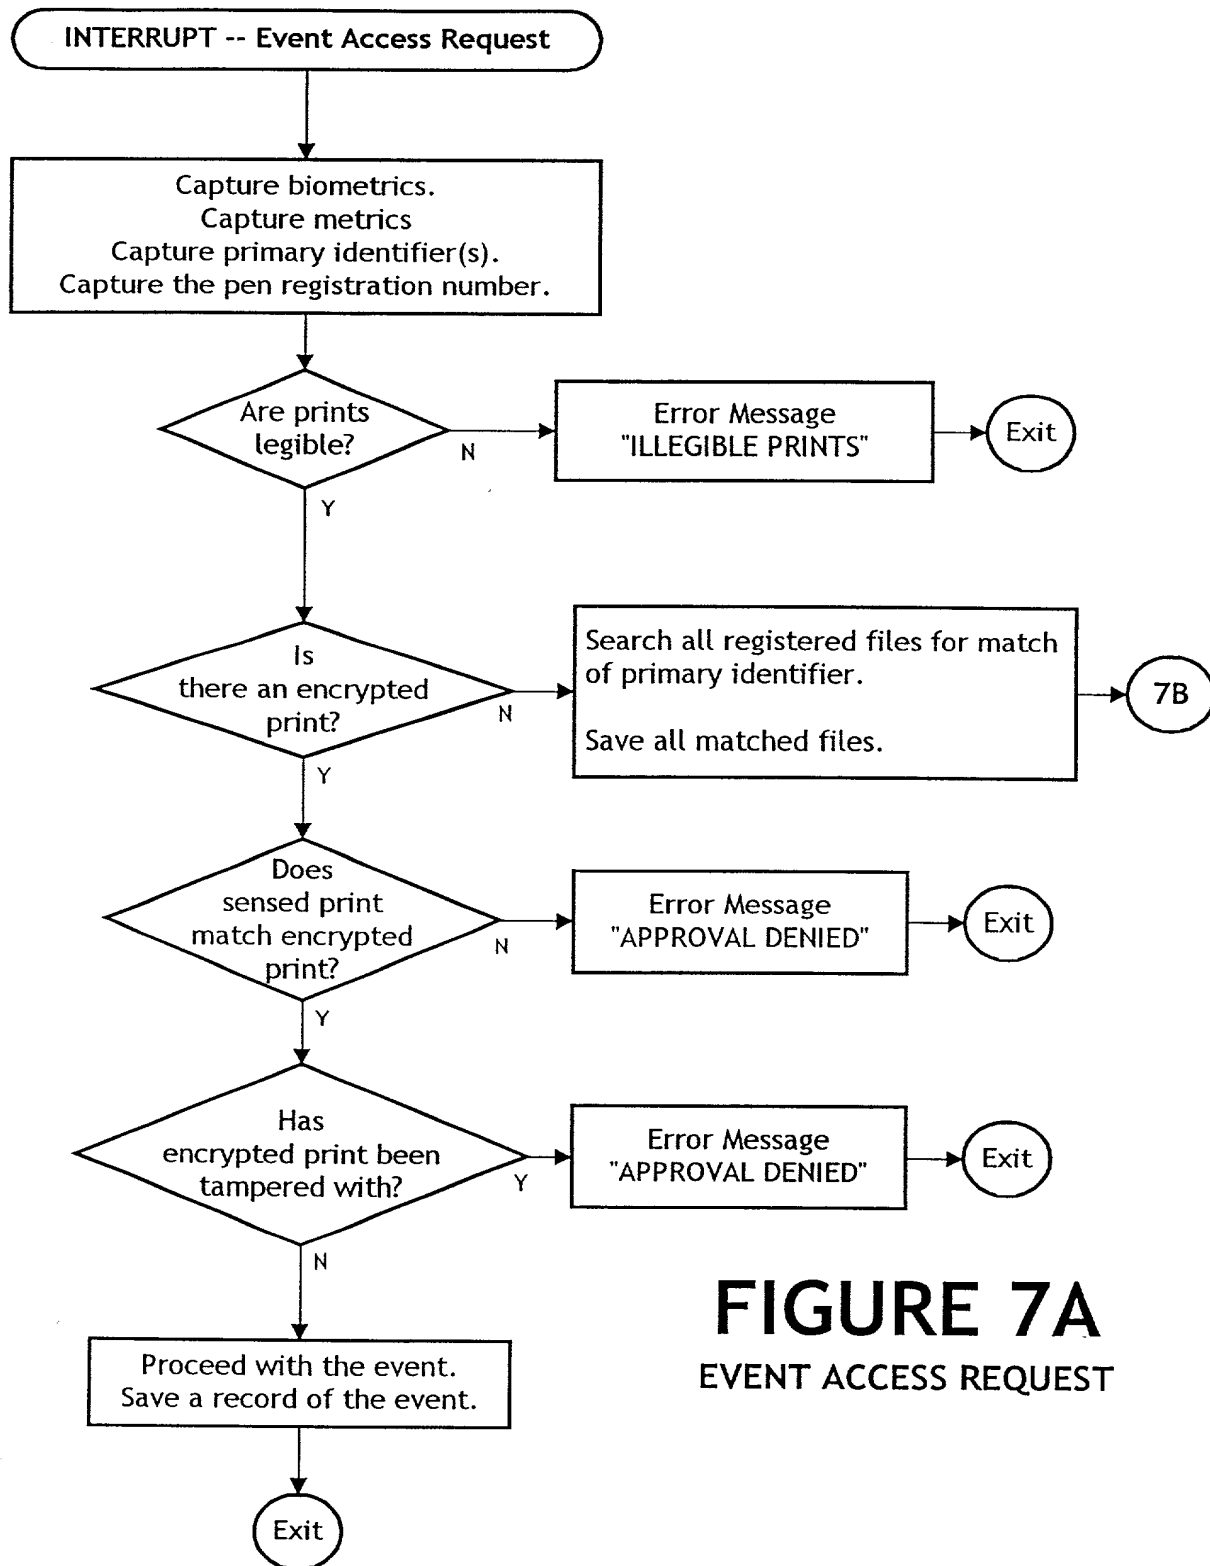 INTERRUPT -- Event Access Request
Capture biometrics.
Capture metrics
Capture primary identifier(s).
Capture the pen registration number.
Are prints
legible?
N
Error Message
"ILLEGIBLE PRINTS"
Exit
Y
Is
there an encrypted
print?
N
Search all registered files for match
of primary identifier.
Save all matched files.
7B
Y
Does
sensed print
match encrypted
print?
N
Error Message
"APPROVAL DENIED"
Exit
Y
Has
encrypted print been
tampered with?
Y
Error Message
"APPROVAL DENIED"
Exit
N
Proceed with the event.
Save a record of the event.
Exit
FIGURE 7A
EVENT ACCESS REQUEST